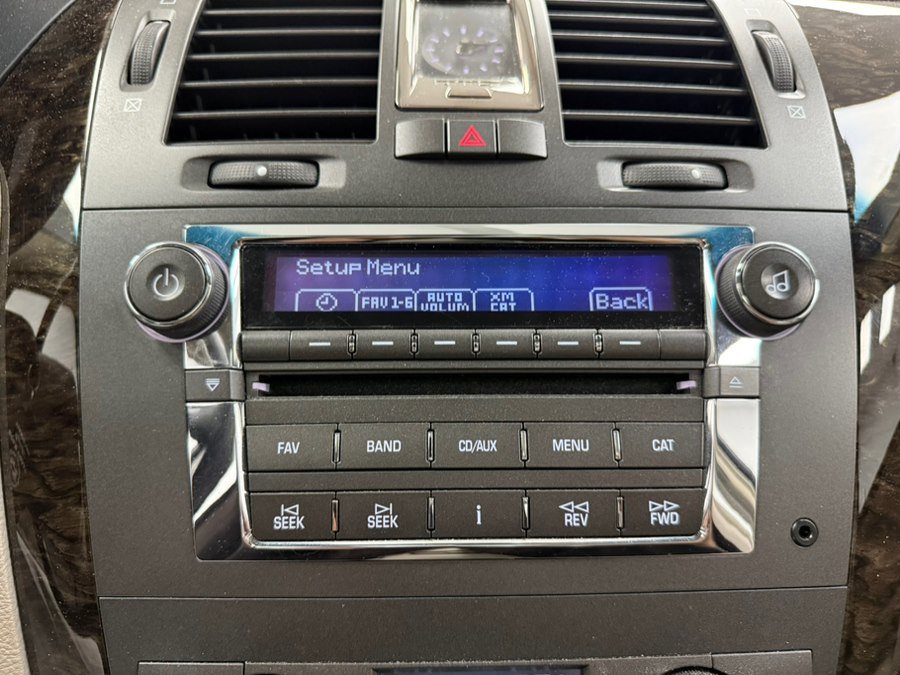 Setup Menu
FAV 1-6 AUTO VOLUM XM CAT Back
FAV BAND CD/AUX MENU CAT
SEEK SEEK i REV FWD